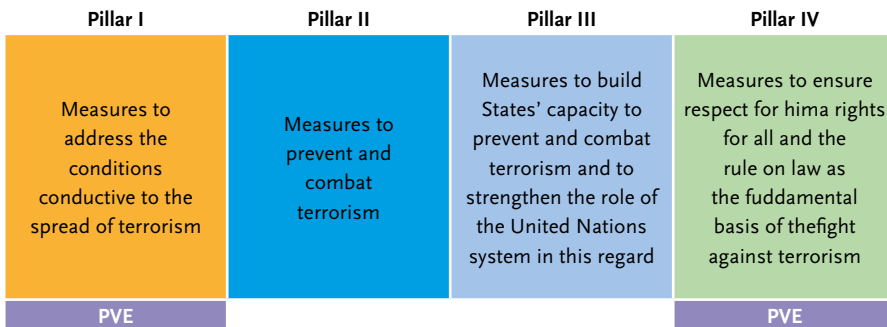 Pillar I
Pillar II
Pillar III
Pillar IV
Measures to
address the
conditions
conductive to the
spread of terrorism
Measures to
prevent and
combat
terrorism
Measures to build
States’ capacity to
prevent and combat
terrorism and to
strengthen the role of
the United Nations
system in this regard
Measures to ensure
respect for hima rights
for all and the
rule on law as
the fuddamental
basis of thefight
against terrorism
PVE
PVE